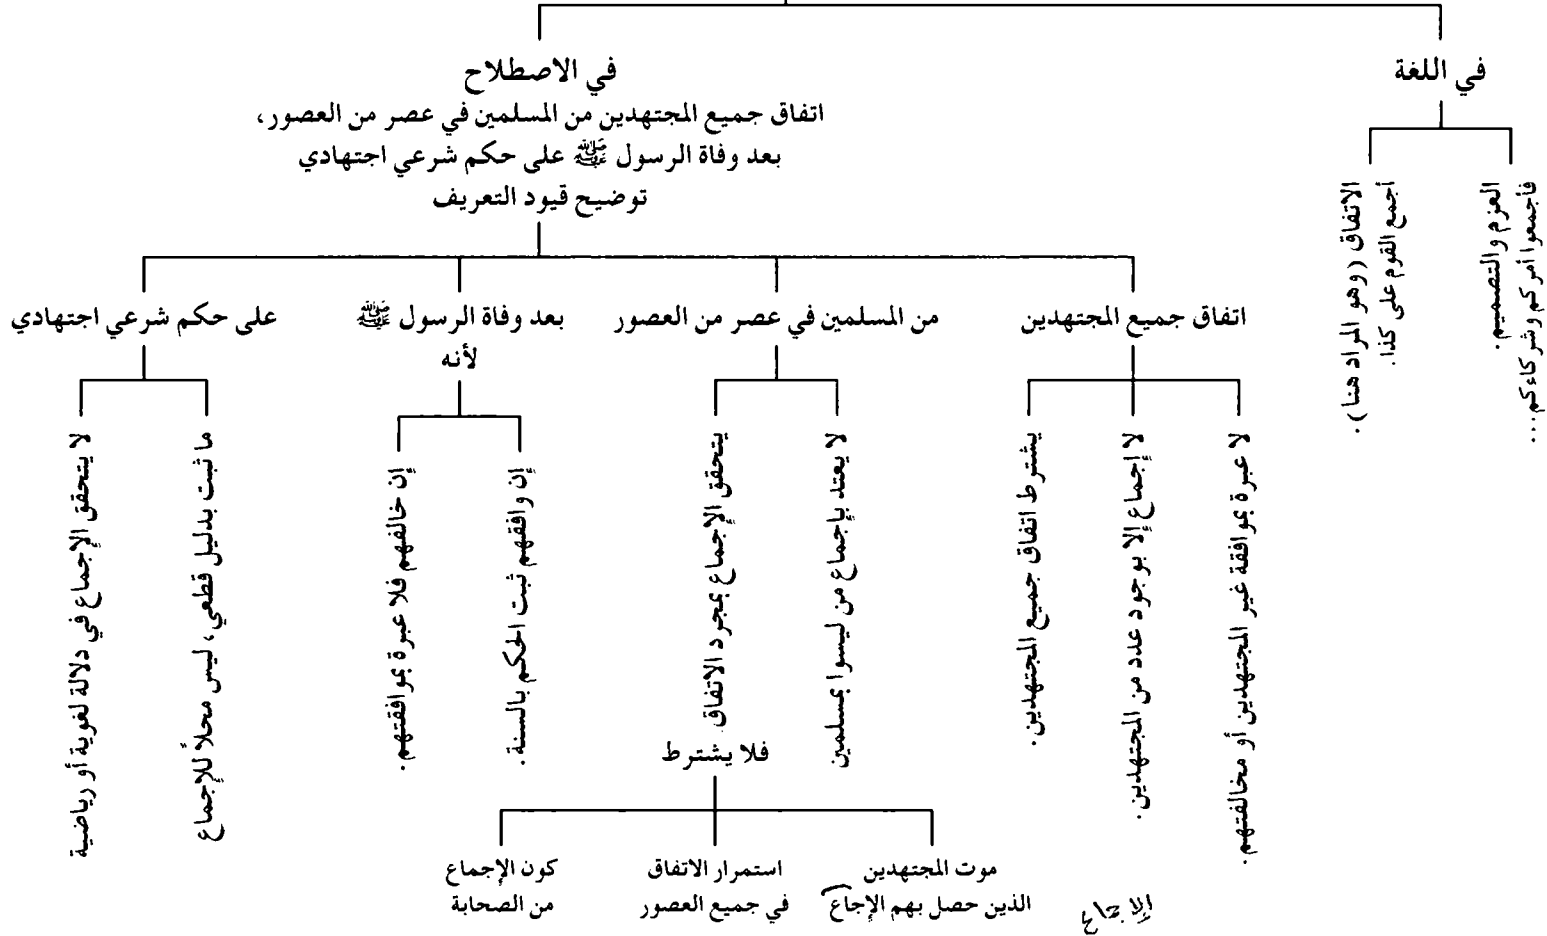 في اللغة
فأجمعوا أمركم وشركاءكم...
العزم والتصميم.
أجمع القوم على كذا.
الاتفاق (وهو المراد هنا).
في الاصطلاح
اتفاق جميع المجتهدين من المسلمين في عصر من العصور،
بعد وفاة الرسول ﷺ على حكم شرعي اجتهادي
توضيح قيود التعريف
اتفاق جميع المجتهدين
لا عبرة بموافقة غير المجتهدين أو مخالفتهم.
لا إجماع إلا بوجود عدد من المجتهدين.
يشترط اتفاق جميع المجتهدين.
من المسلمين في عصر من العصور
لا يعتد بإجماع من ليسوا بمسلمين
يتحقق الإجماع بمجرد الاتفاق.
فلا يشترط
موت المجتهدين
الذين حصل بهم الإجاع
الإجماع
استمرار الاتفاق
في جميع العصور
كون الإجماع
من الصحابة
بعد وفاة الرسول ﷺ
لأنه
إن وافقهم ثبت الحكم بالسنة.
إن خالفهم فلا عبرة بموافقتهم.
على حكم شرعي اجتهادي
ما ثبت بدليل قطعي، ليس محلاً للإجماع
لا يتحقق الإجماع في دلالة لغوية أو رياضية